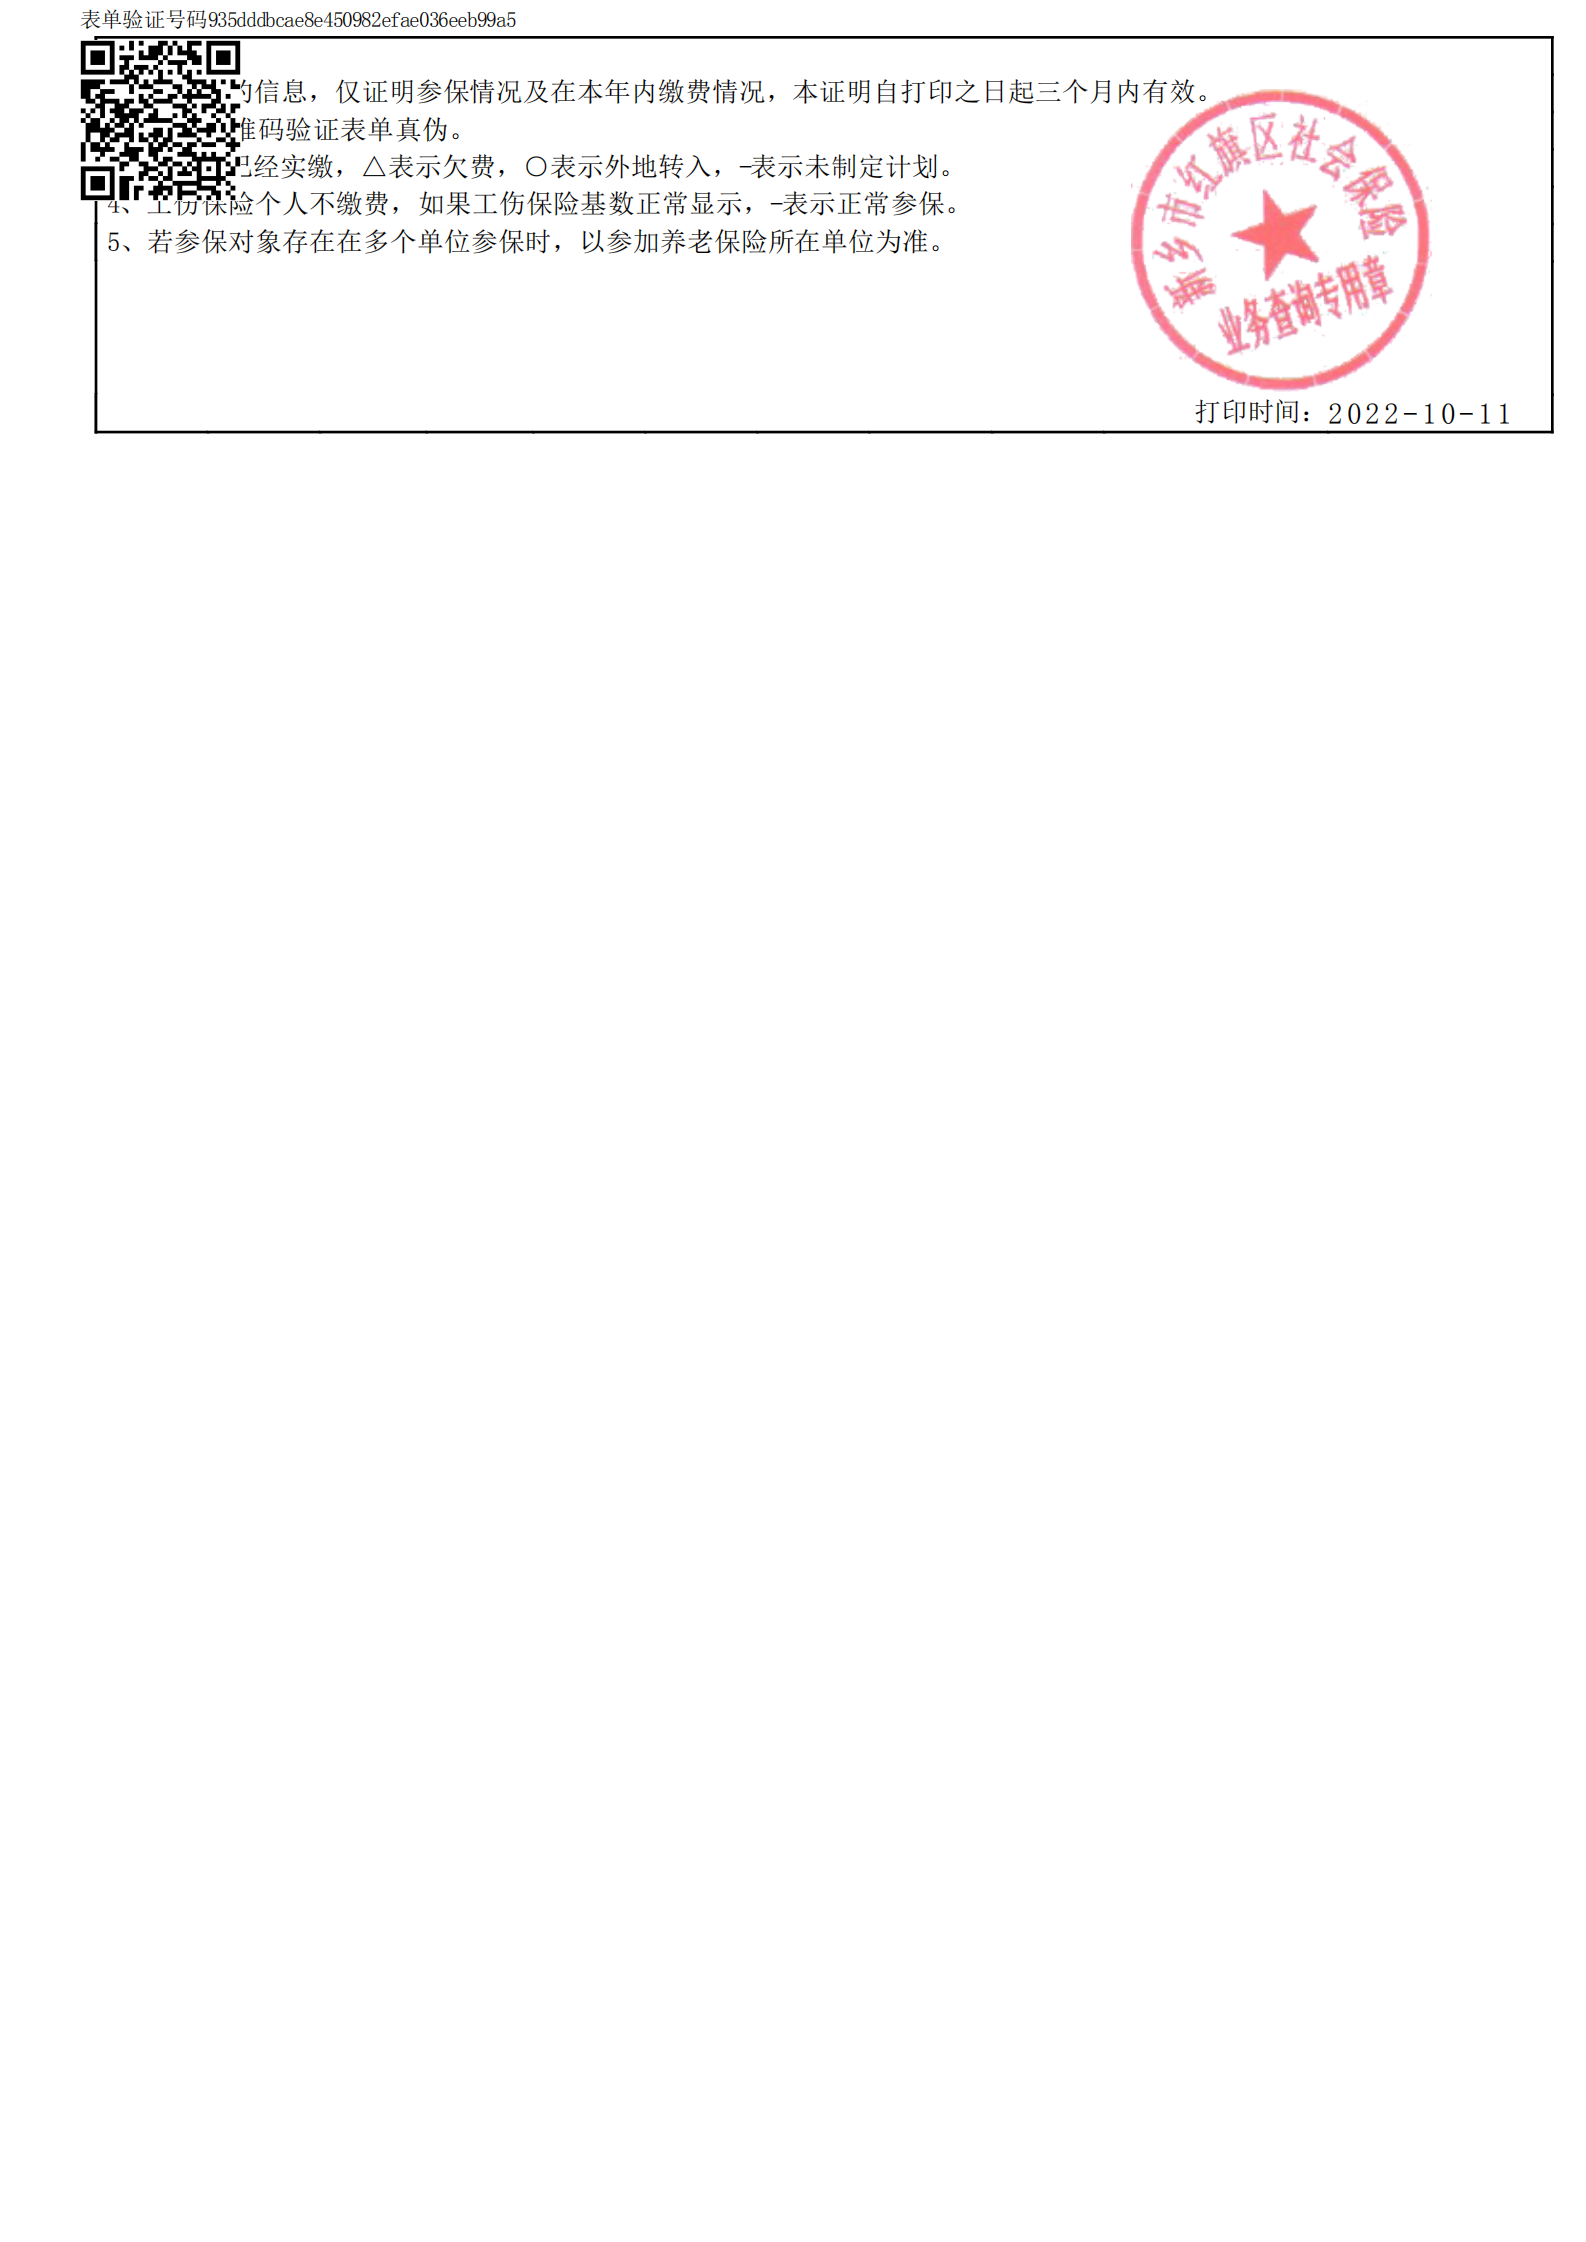 表单验证号码935dddbcae8e450982efae036eeb99a5
的信息，仅证明参保情况及在本年内缴费情况，本证明自打印之日起三个月内有效。
维码验证表单真伪。
已经实缴，△表示欠费，○表示外地转入，-表示未制定计划。
4、工伤保险个人不缴费，如果工伤保险基数正常显示，-表示正常参保。
5、若参保对象存在在多个单位参保时，以参加养老保险所在单位为准。
新乡市红旗区社会保险
业务查询专用章
打印时间：2022-10-11